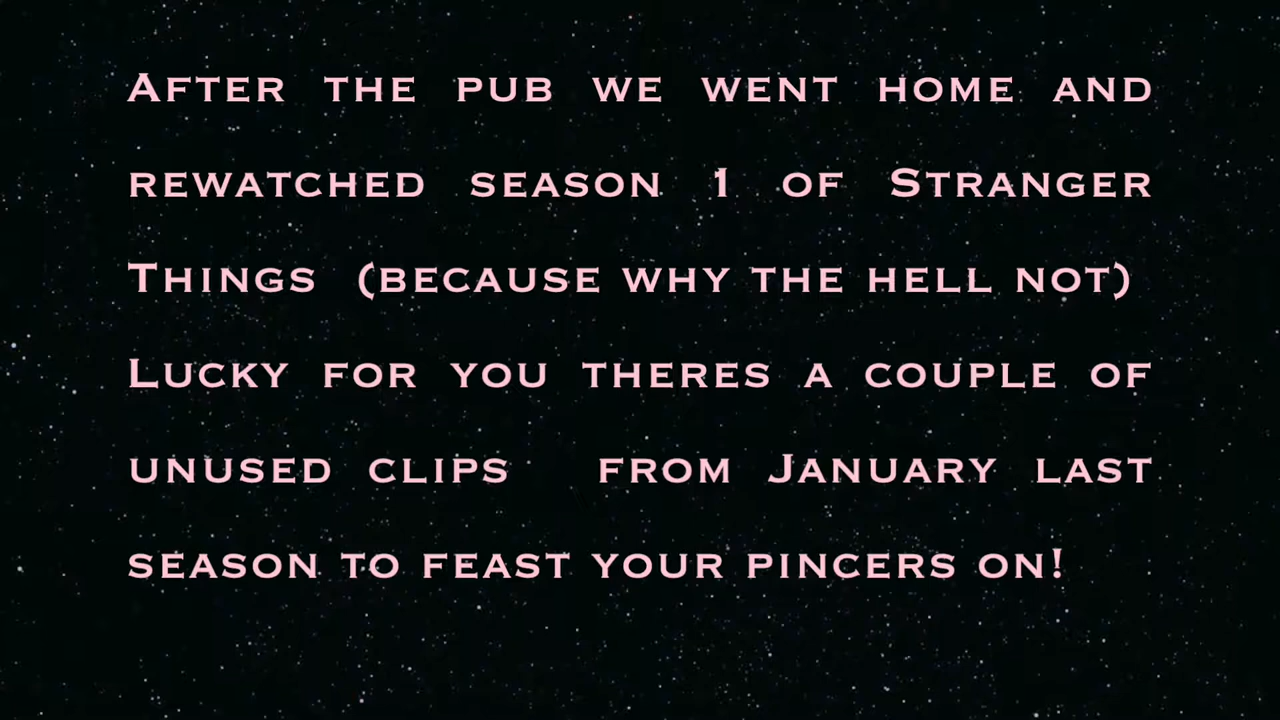 After the pub we went home and
rewatched season 1 of Stranger
Things (because why the hell not)
Lucky for you theres a couple of
unused clips from January last
season to feast your pincers on!